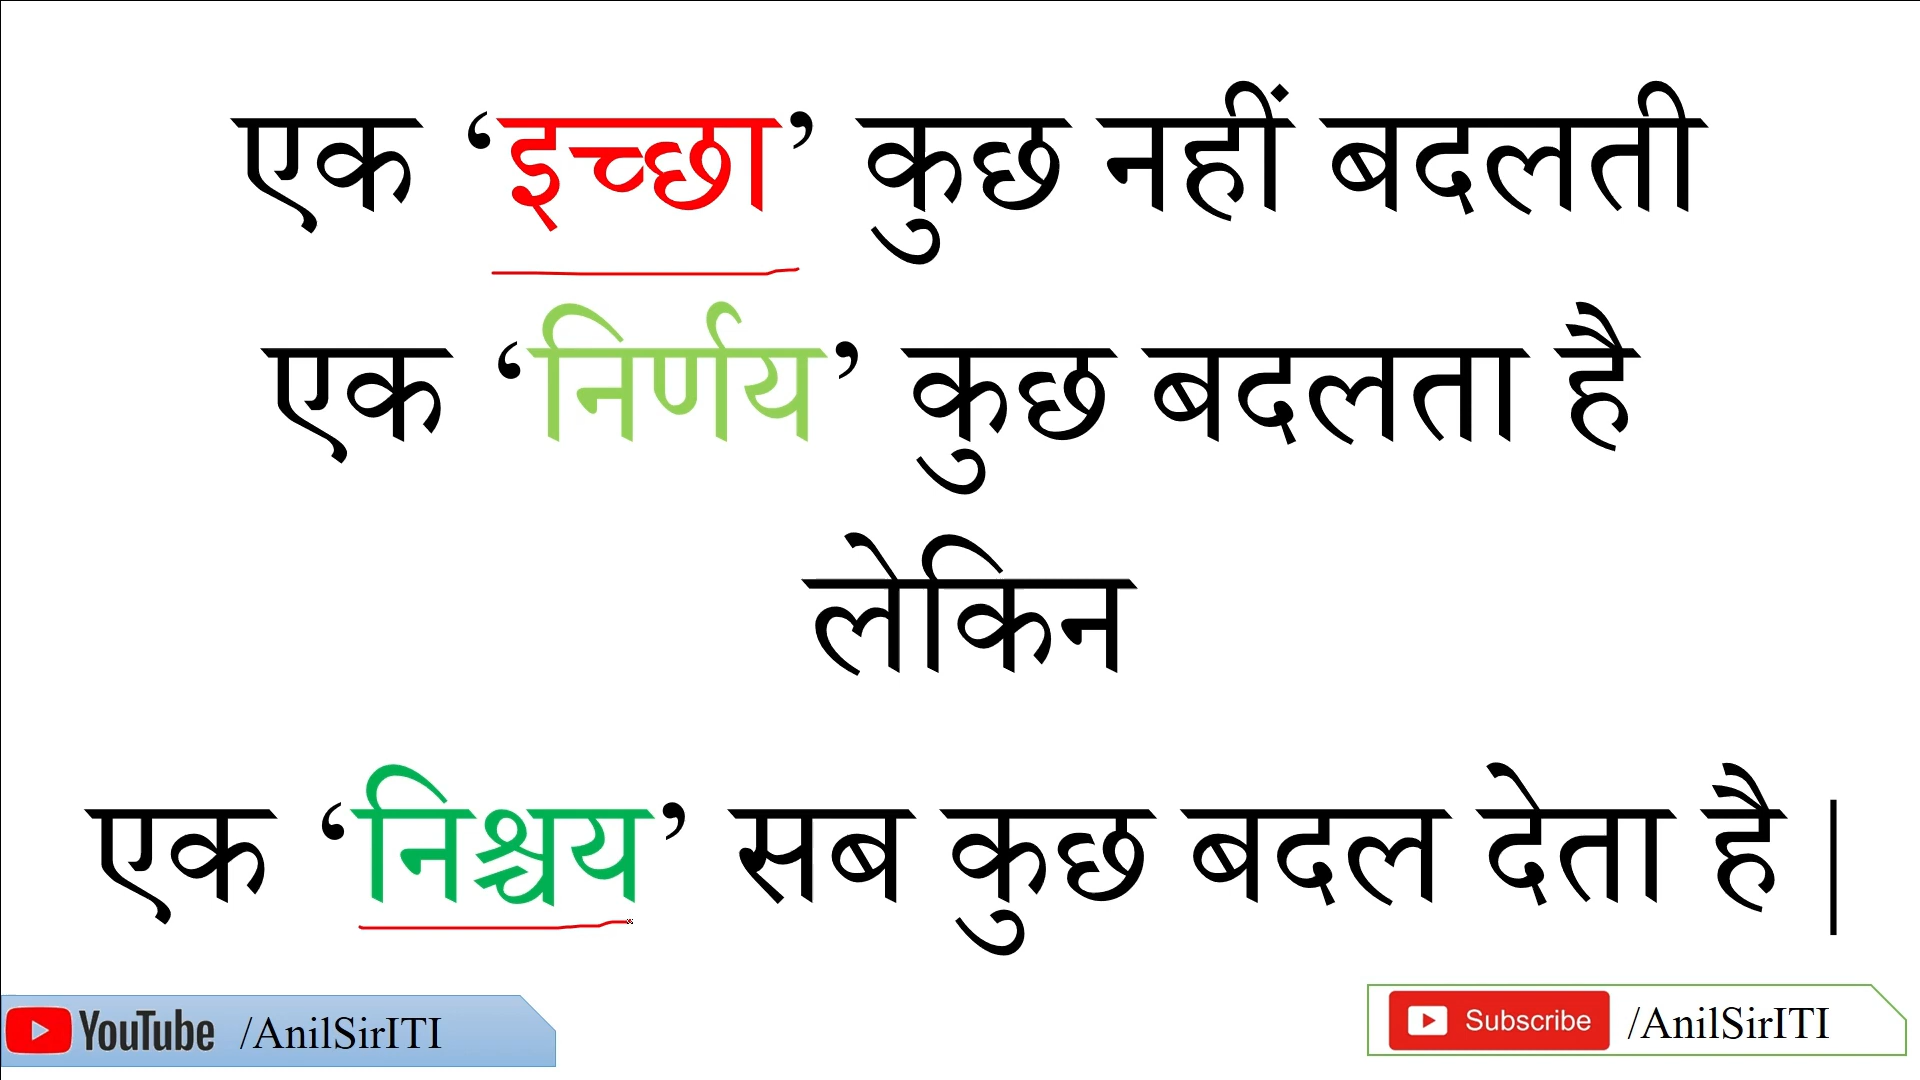 एक ‘इच्छा’ कुछ नहीं बदलती
एक ‘निर्णय’ कुछ बदलता है
लेकिन
एक ‘निश्चय’ सब कुछ बदल देता है |
YouTube /AnilSirITI
Subscribe /AnilSirITI